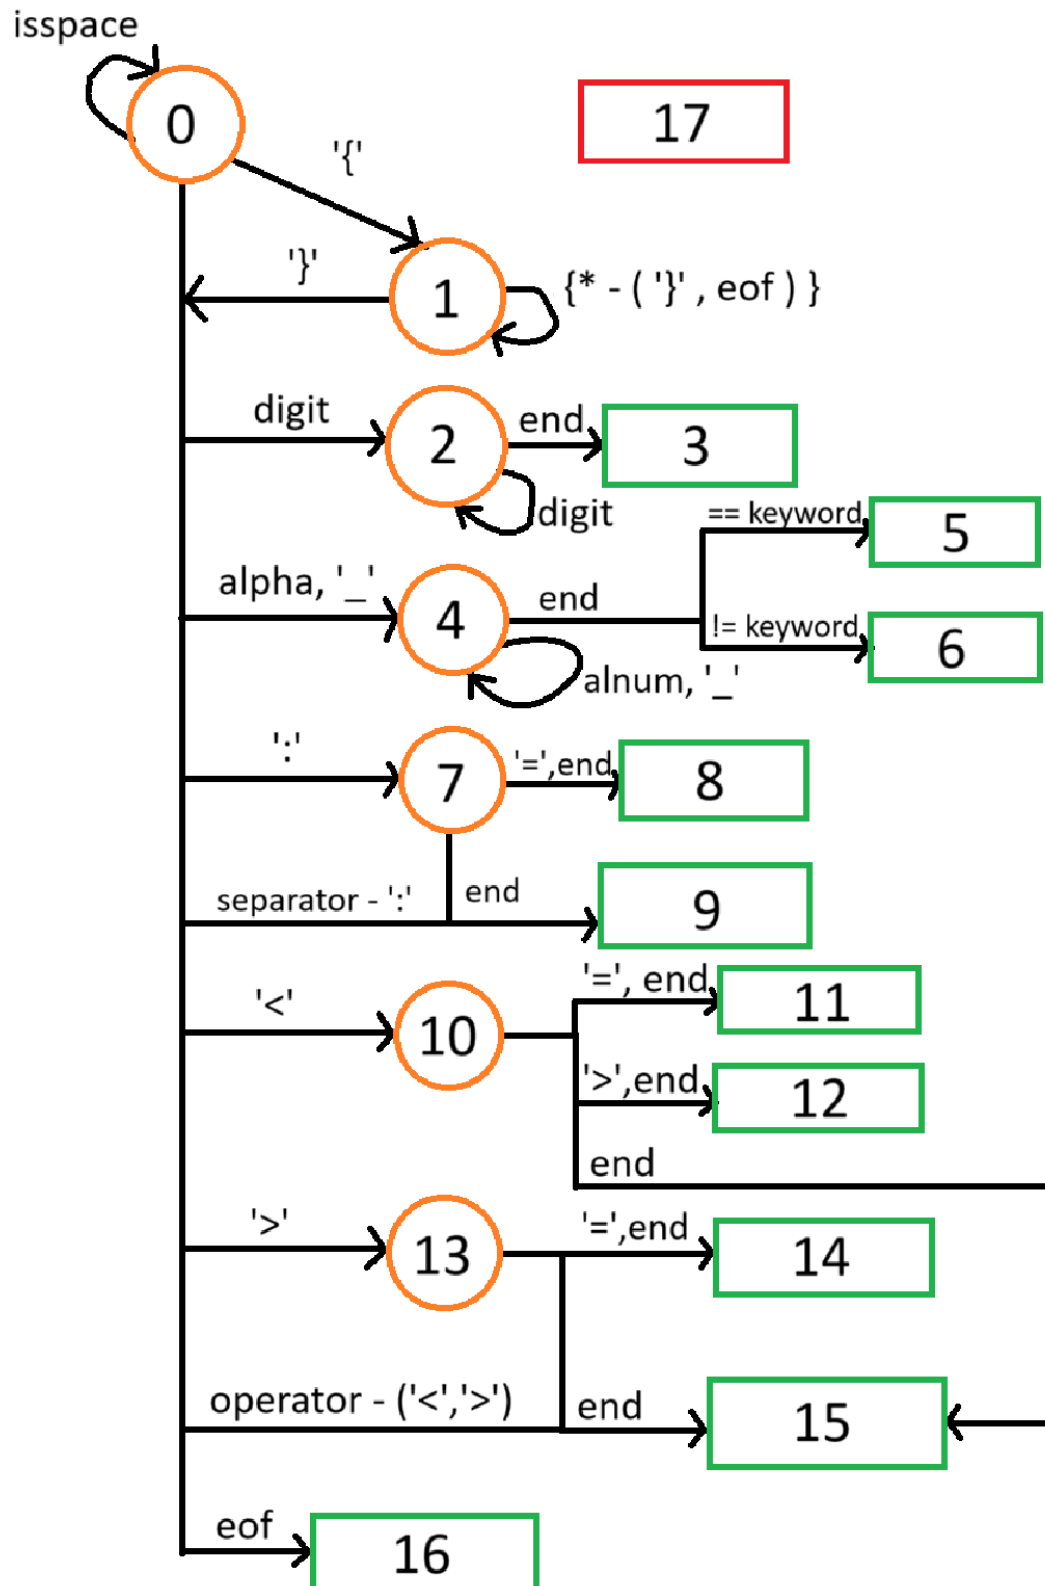 isspace
0
17
'{'
'}'
1
{* - ( '}' , eof ) }
digit
2
end
3
digit
== keyword
5
alpha, '_'
4
end
!= keyword
6
alnum, '_'
':'
7
'=',end
8
separator - ':'
end
9
'<'
10
'=', end
11
'>',end
12
end
'>'
13
'=',end
14
operator - ('<','>')
end
15
eof
16